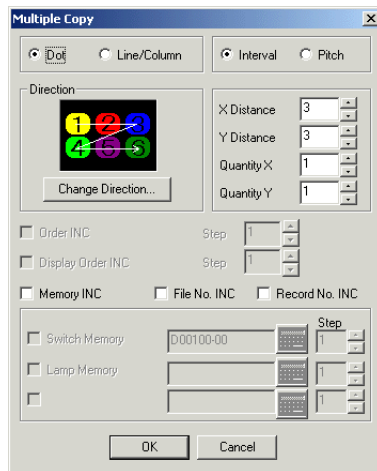 Multiple Copy
Dot Line/Column Interval Pitch
Direction
1 2 3
4 5 6
Change Direction...
X Distance 3
Y Distance 3
Quantity X 1
Quantity Y 1
Order INC Step 1
Display Order INC Step 1
Memory INC File No. INC Record No. INC
Step
Switch Memory D00100-00 1
Lamp Memory 1
1
OK Cancel